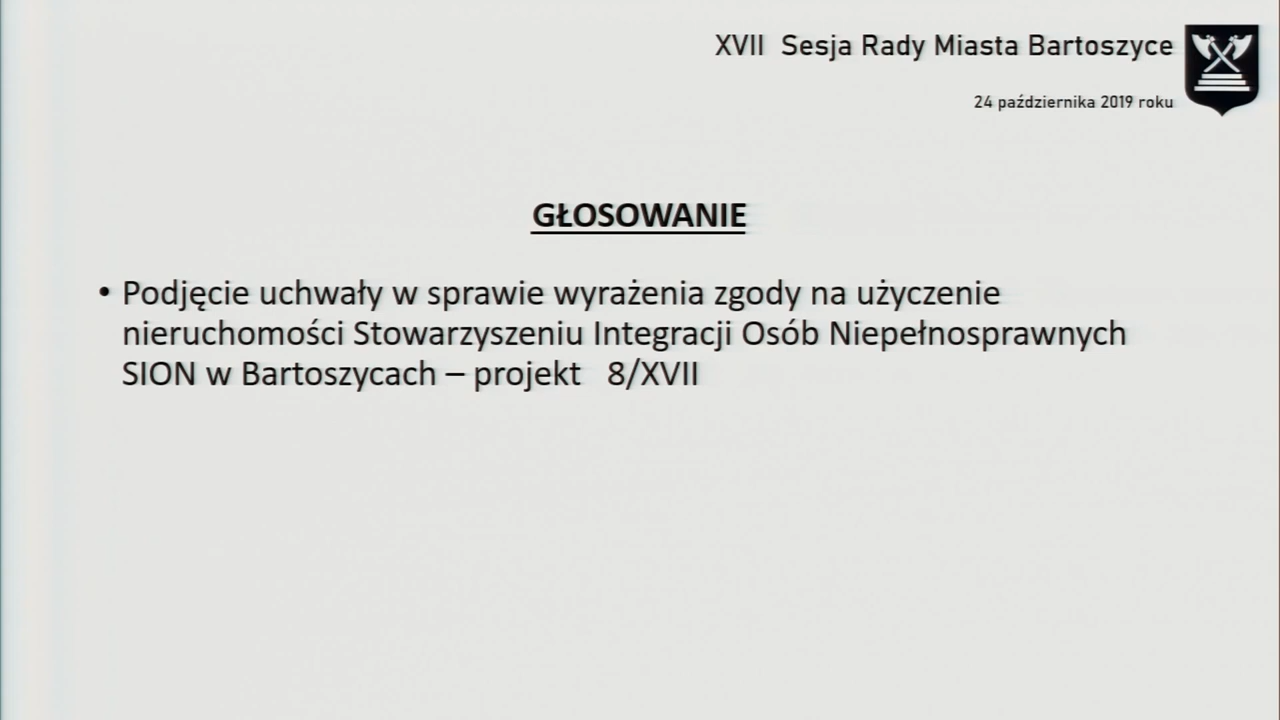 XVII Sesja Rady Miasta Bartoszyce
24 października 2019 roku
GŁOSOWANIE
• Podjęcie uchwały w sprawie wyrażenia zgody na użyczenie
nieruchomości Stowarzyszeniu Integracji Osób Niepełnosprawnych
SION w Bartoszycach – projekt 8/XVII